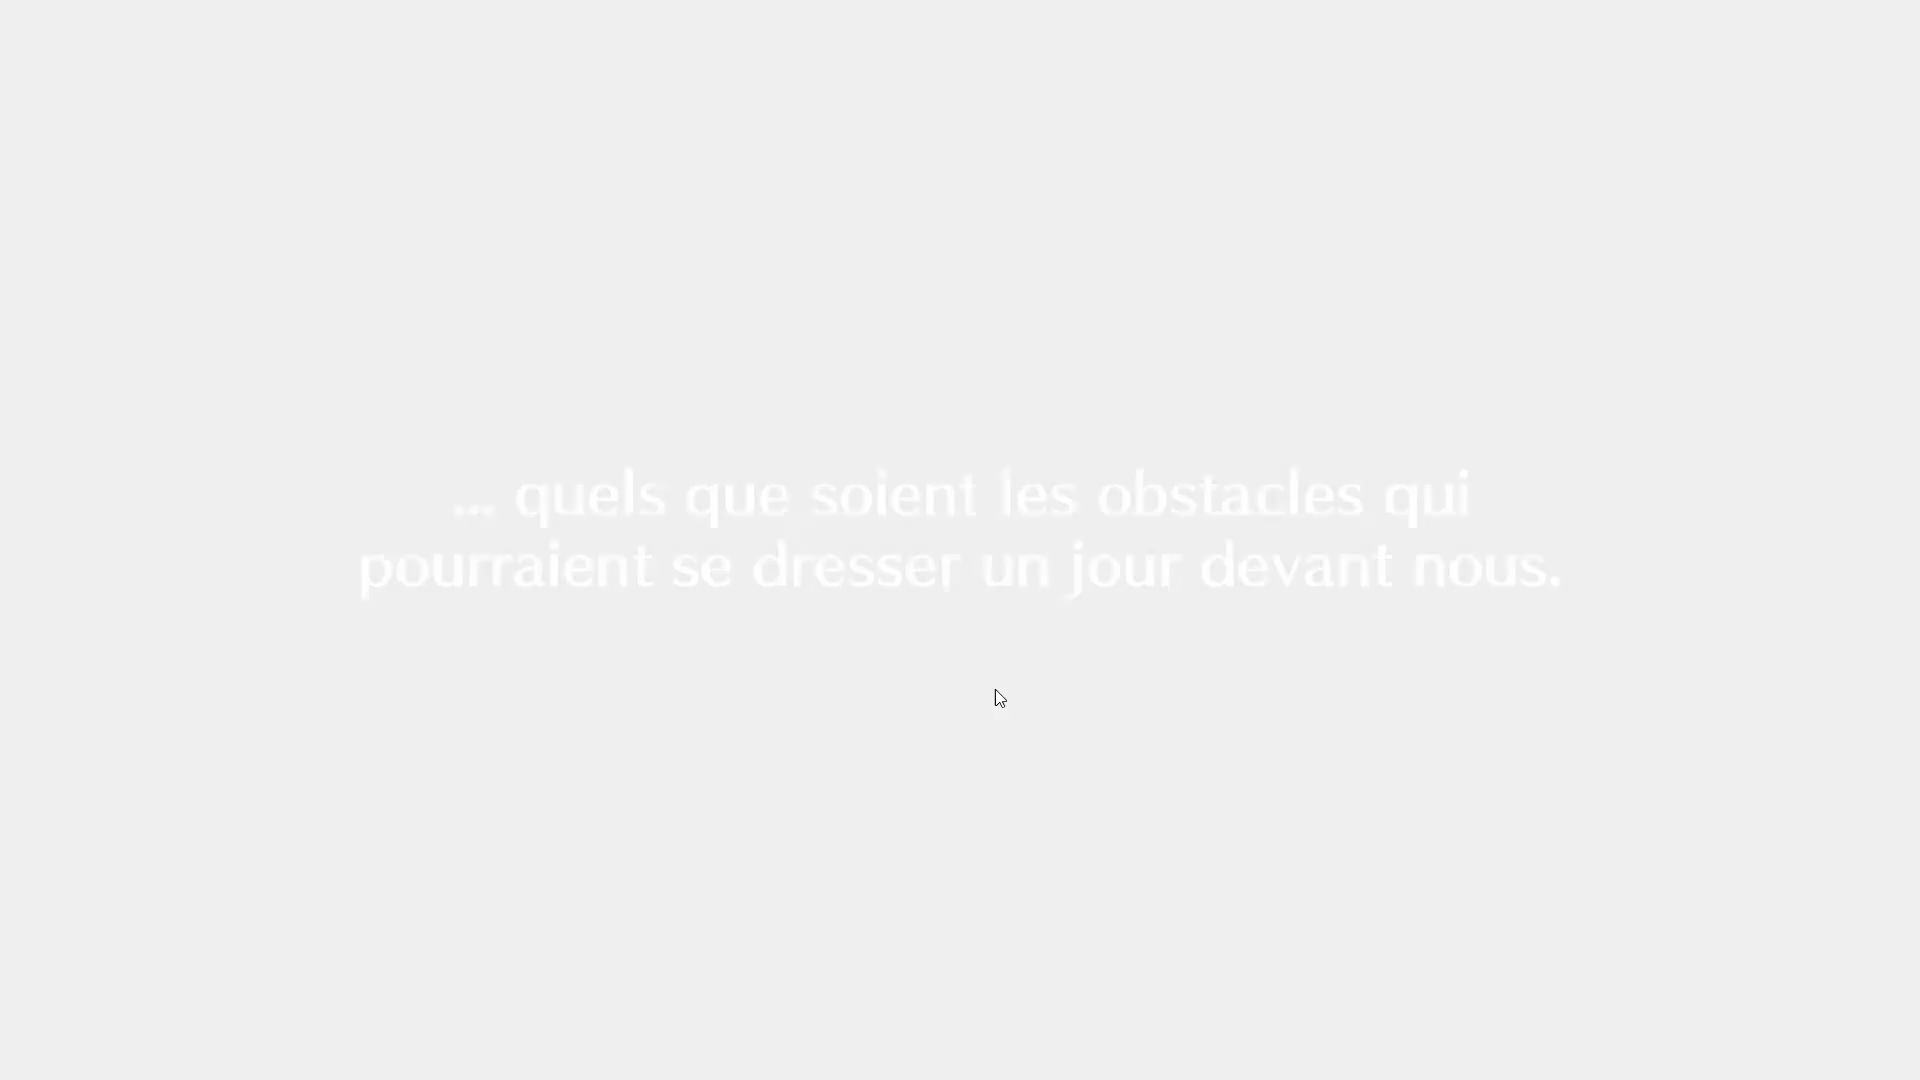 ... quels que soient les obstacles qui
pourraient se dresser un jour devant nous.